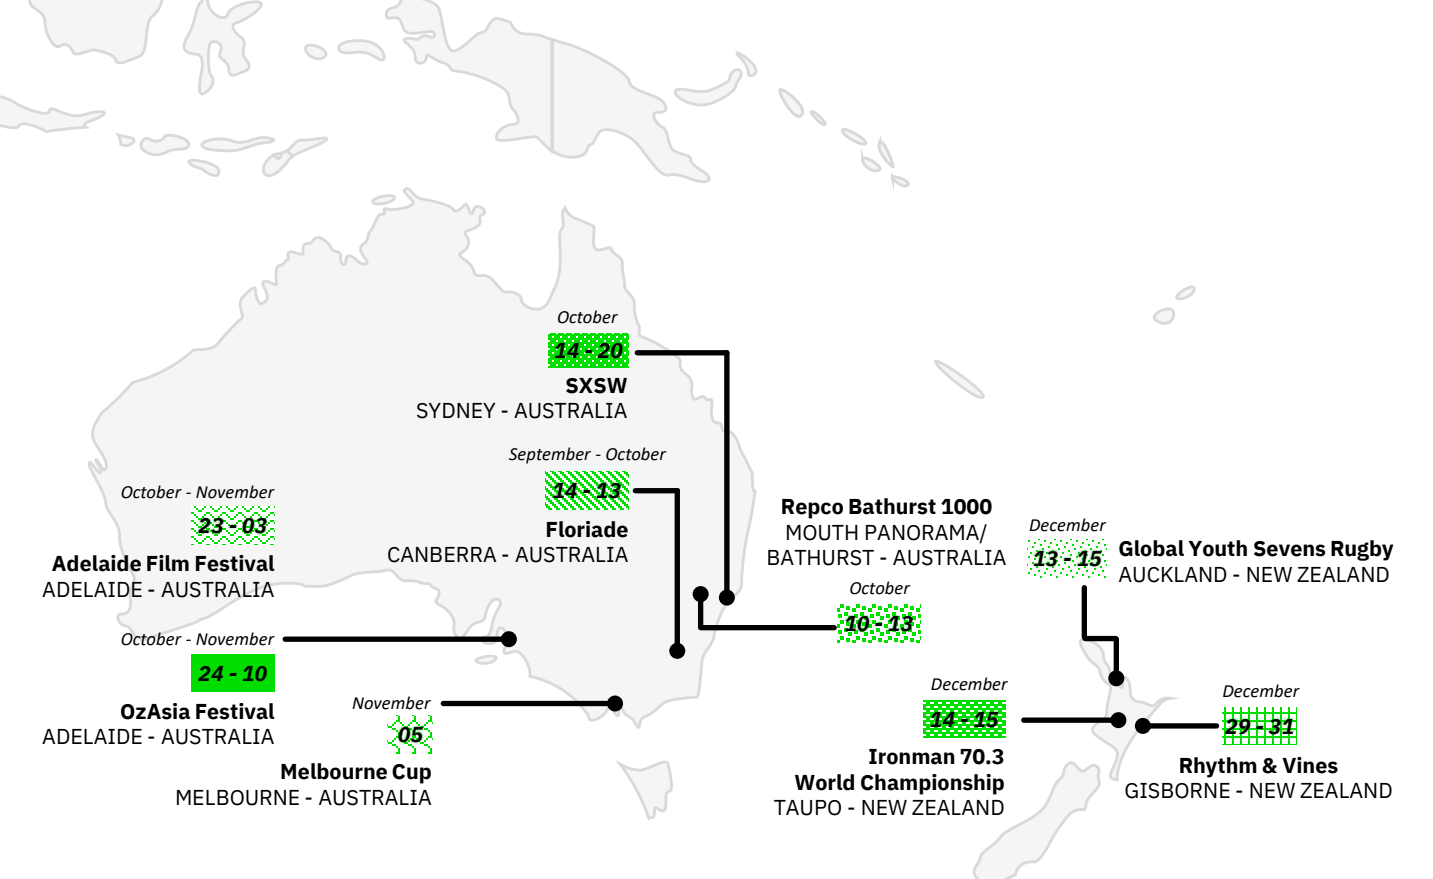 October
14 - 20
SXSW
SYDNEY - AUSTRALIA
September - October
14 - 13
Floriade
CANBERRA - AUSTRALIA
October - November
23 - 03
Adelaide Film Festival
ADELAIDE - AUSTRALIA
October - November
24 - 10
OzAsia Festival
ADELAIDE - AUSTRALIA
November
05
Melbourne Cup
MELBOURNE - AUSTRALIA
Repco Bathurst 1000
MOUTH PANORAMA/
BATHURST - AUSTRALIA
October
10 - 13
December
13 - 15
Global Youth Sevens Rugby
AUCKLAND - NEW ZEALAND
December
14 - 15
Ironman 70.3
World Championship
TAUPO - NEW ZEALAND
December
29 - 31
Rhythm & Vines
GISBORNE - NEW ZEALAND